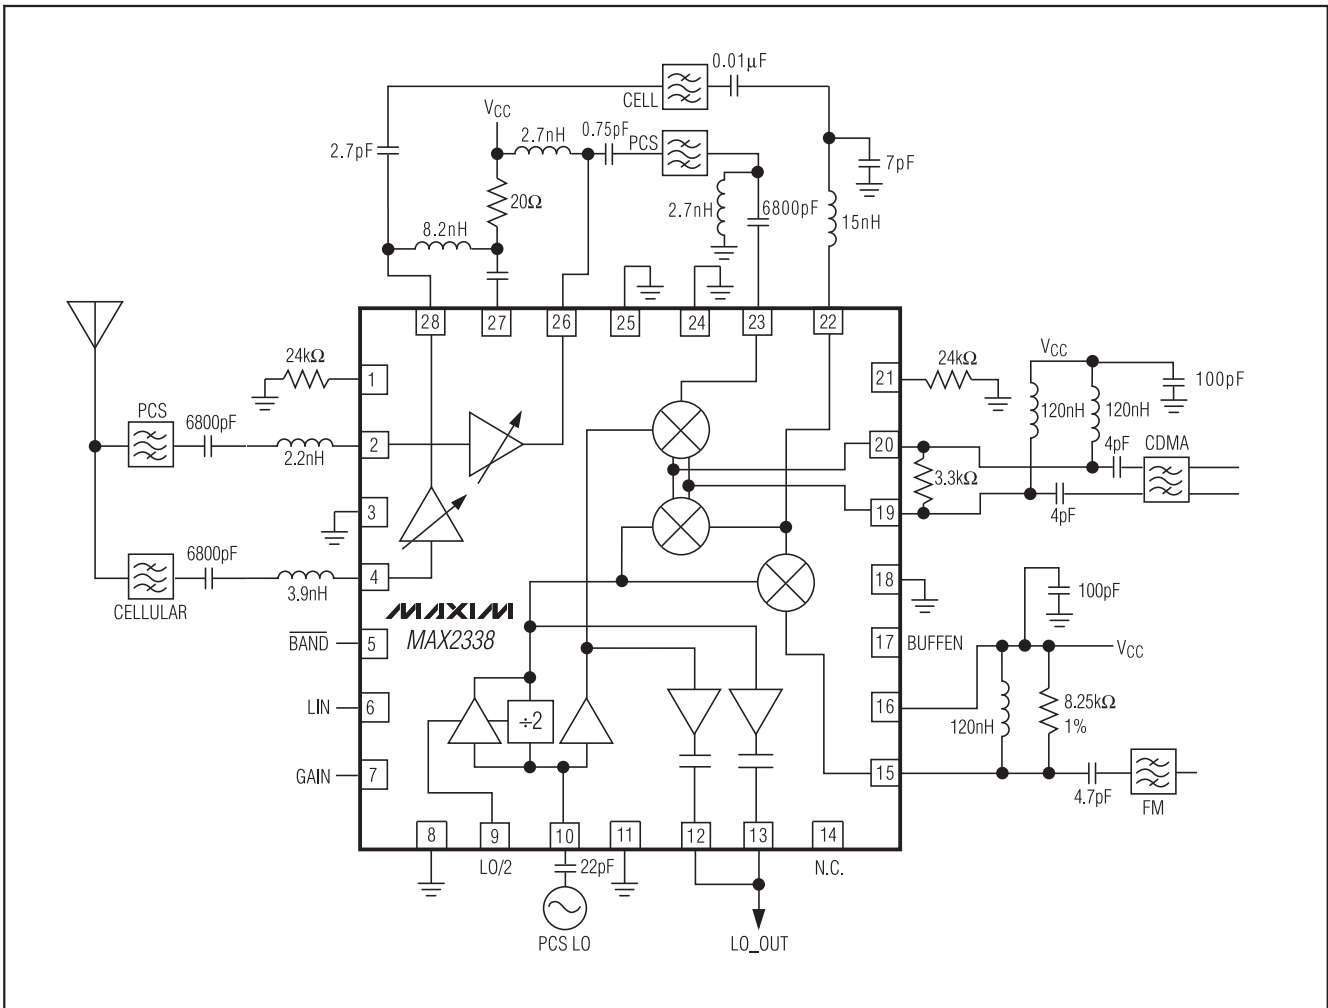 0.01µF
CELL
VCC
2.7nH
0.75pF
PCS
2.7pF
7pF
20Ω
2.7nH
6800pF
15nH
8.2nH
28
27
26
25
24
23
22
24kΩ
1
21
24kΩ
VCC
100pF
120nH
120nH
PCS
6800pF
2.2nH
2
20
3.3kΩ
4pF
CDMA
3
19
4pF
6800pF
CELLULAR
3.9nH
4
18
100pF
MAXIM
MAX2338
BAND
5
17
BUFFEN
VCC
LIN
6
16
÷2
120nH
8.25kΩ
1%
GAIN
7
15
4.7pF
FM
8
9
10
11
12
13
14
LO/2
22pF
N.C.
PCS LO
LO_OUT